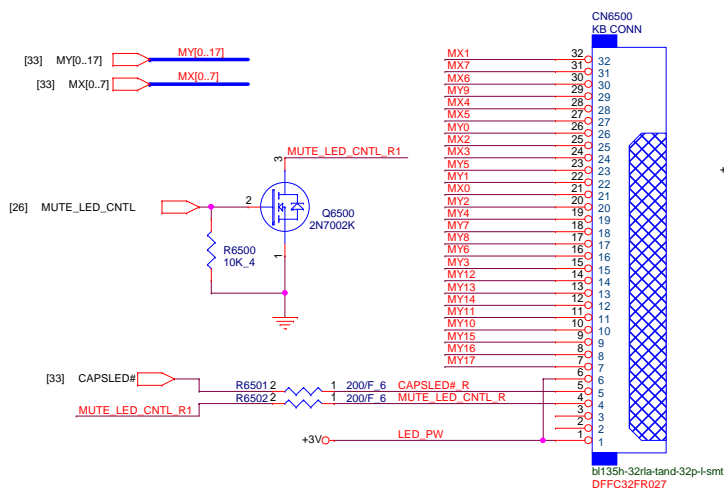 CN6500
KB CONN
[33] MY[0..17] MY[0..17]
[33] MX[0..7] MX[0..7]
MX1 32 32
MX7 31 31
MX6 30 30
MY9 29 29
MX4 28 28
MX5 27 27
MY0 26 26
MX2 25 25
MX3 24 24
MY5 23 23
MY1 22 22
MX0 21 21
MY2 20 20
MY4 19 19
MY7 18 18
MY8 17 17
MY6 16 16
MY3 15 15
MY12 14 14
MY13 13 13
MY14 12 12
MY11 11 11
MY10 10 10
MY15 9 9
MY16 8 8
MY17 7 7
6 6
5 5
4 4
3 3
2 2
1 1
MUTE_LED_CNTL_R1
3
[26] MUTE_LED_CNTL 2
Q6500
2N7002K
1
R6500
10K_4
[33] CAPSLED#
R6501 2 1 200/F_6 CAPSLED#_R
R6502 2 1 200/F_6 MUTE_LED_CNTL_R
MUTE_LED_CNTL_R1
+3V LED_PW
bl135h-32rla-tand-32p-l-smt
DFFC32FR027
+